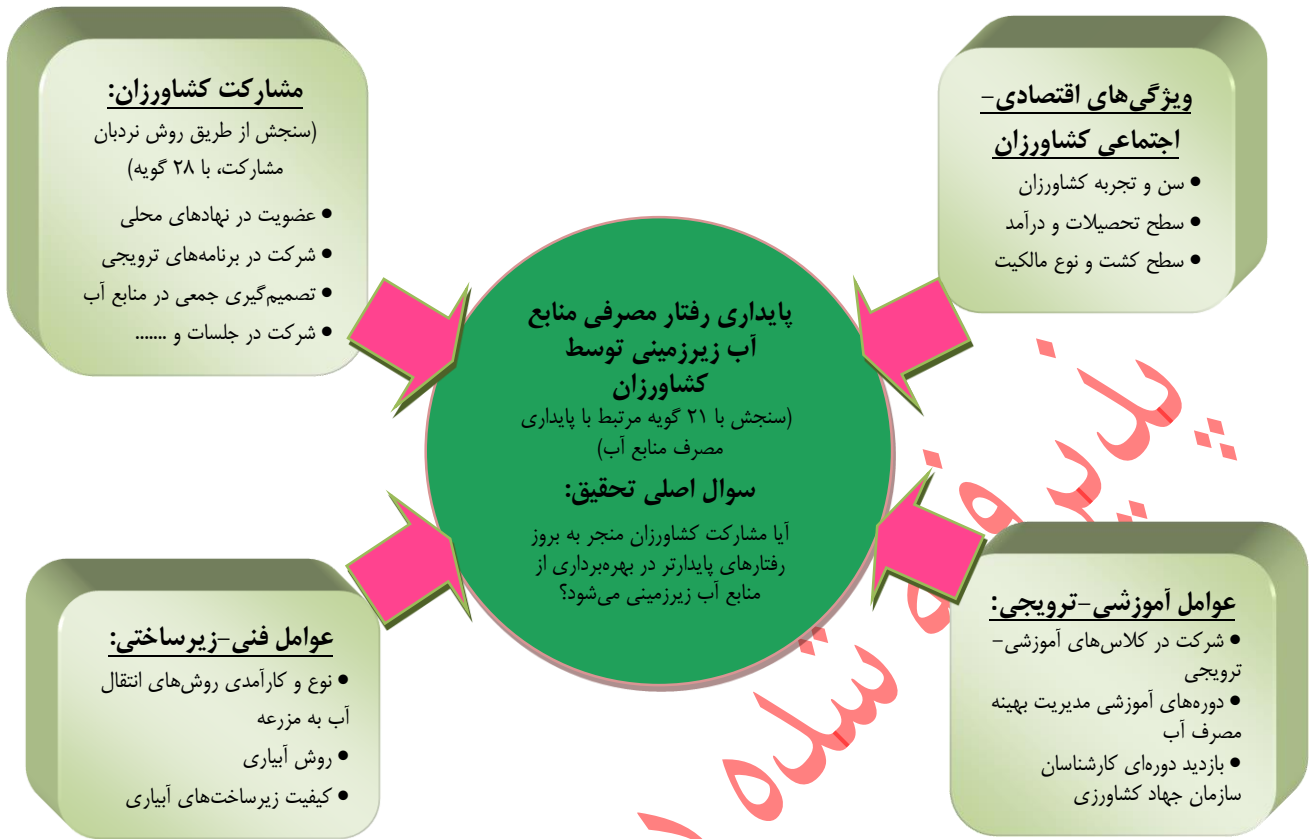 ویژگی‌های اقتصادی-
اجتماعی کشاورزان
• سن و تجربه کشاورزان
• سطح تحصیلات و درآمد
• سطح کشت و نوع مالکیت
مشارکت کشاورزان:
(سنجش از طریق روش نردبان
مشارکت، با ۲۸ گویه)
• عضویت در نهادهای محلی
• شرکت در برنامه‌های ترویجی
• تصمیم‌گیری جمعی در منابع آب
• شرکت در جلسات و .......
پایداری رفتار مصرفی منابع
آب زیرزمینی توسط
کشاورزان
(سنجش با ۲۱ گویه مرتبط با پایداری
مصرف منابع آب)
سوال اصلی تحقیق:
آیا مشارکت کشاورزان منجر به بروز
رفتارهای پایدارتر در بهره‌برداری از
منابع آب زیرزمینی می‌شود؟
عوامل آموزشی-ترویجی:
• شرکت در کلاس‌های آموزشی-
ترویجی
• دوره‌های آموزشی مدیریت بهینه
مصرف آب
• بازدید دوره‌ای کارشناسان
سازمان جهاد کشاورزی
عوامل فنی-زیرساختی:
• نوع و کارآمدی روش‌های انتقال
آب به مزرعه
• روش آبیاری
• کیفیت زیرساخت‌های آبیاری
پذیرفته شده